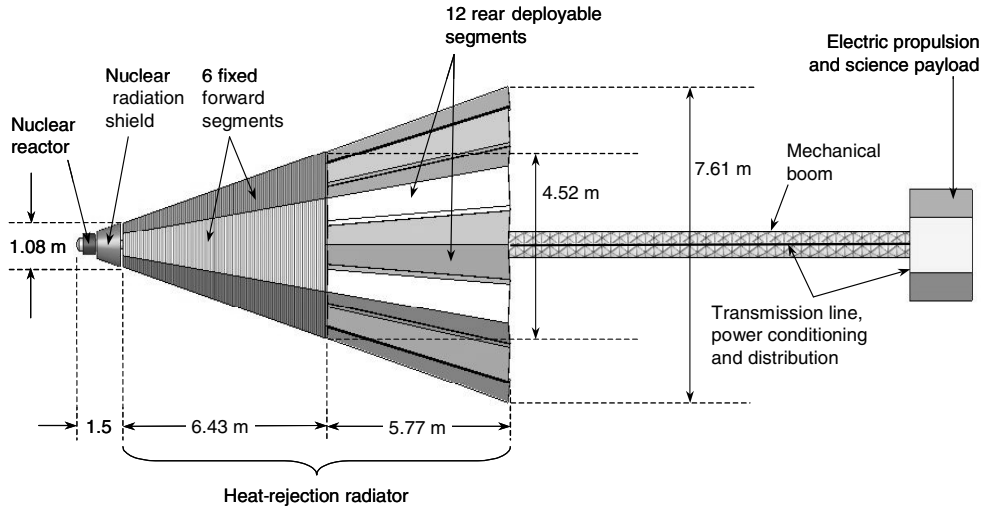 12 rear deployable
segments
Electric propulsion
and science payload
Nuclear
radiation
shield
6 fixed
forward
segments
Nuclear
reactor
Mechanical
boom
7.61 m
4.52 m
1.08 m
Transmission line,
power conditioning
and distribution
1.5
6.43 m
5.77 m
Heat-rejection radiator